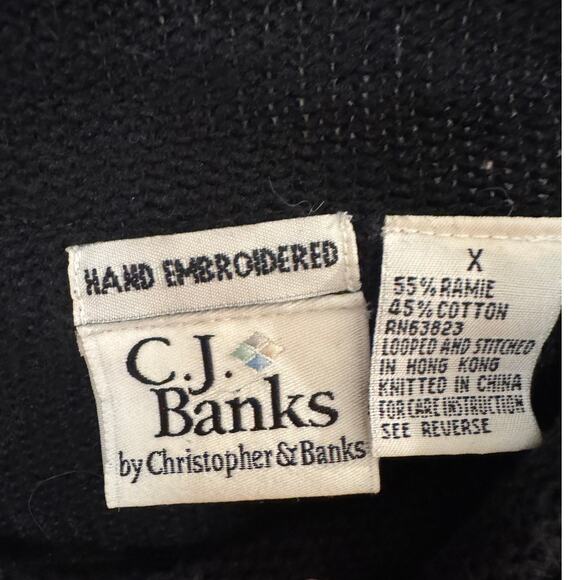 HAND EMBROIDERED
C.J.
Banks
by Christopher & Banks
X
55% RAMIE
45% COTTON
RN63823
LOOPED AND STITCHED
IN HONG KONG
KNITTED IN CHINA
FOR CARE INSTRUCTION
SEE REVERSE